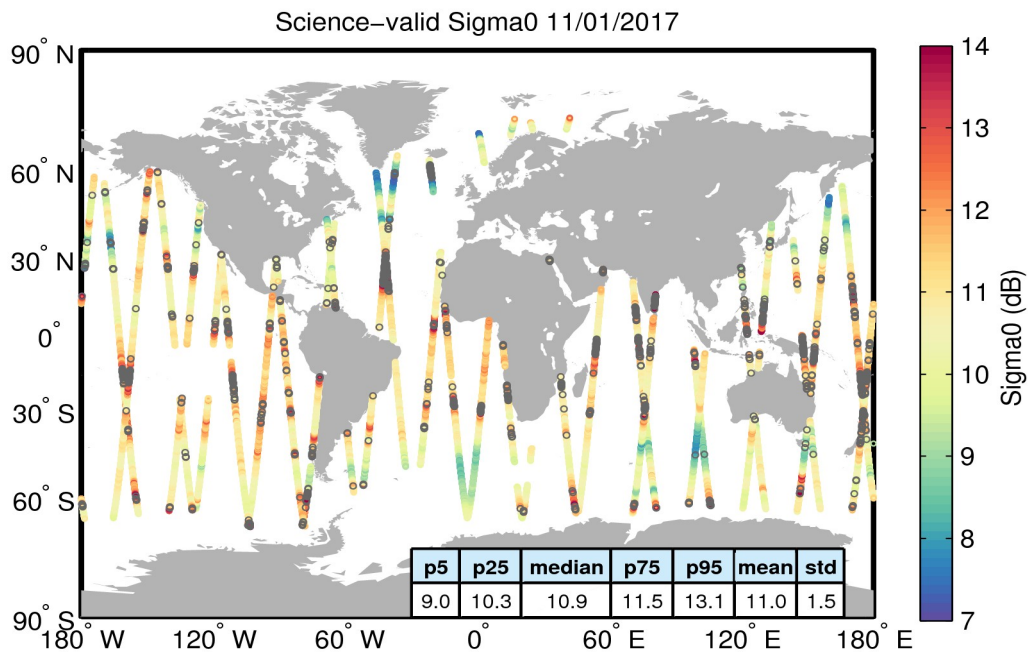 Science−valid Sigma0 11/01/2017
90° N
60° N
30° N
0°
30° S
60° S
90° S
180° W
120° W
60° W
0°
60° E
120° E
180° E
p5 p25 median p75 p95 mean std
9.0 10.3 10.9 11.5 13.1 11.0 1.5
14
13
12
11
10
9
8
7
Sigma0 (dB)